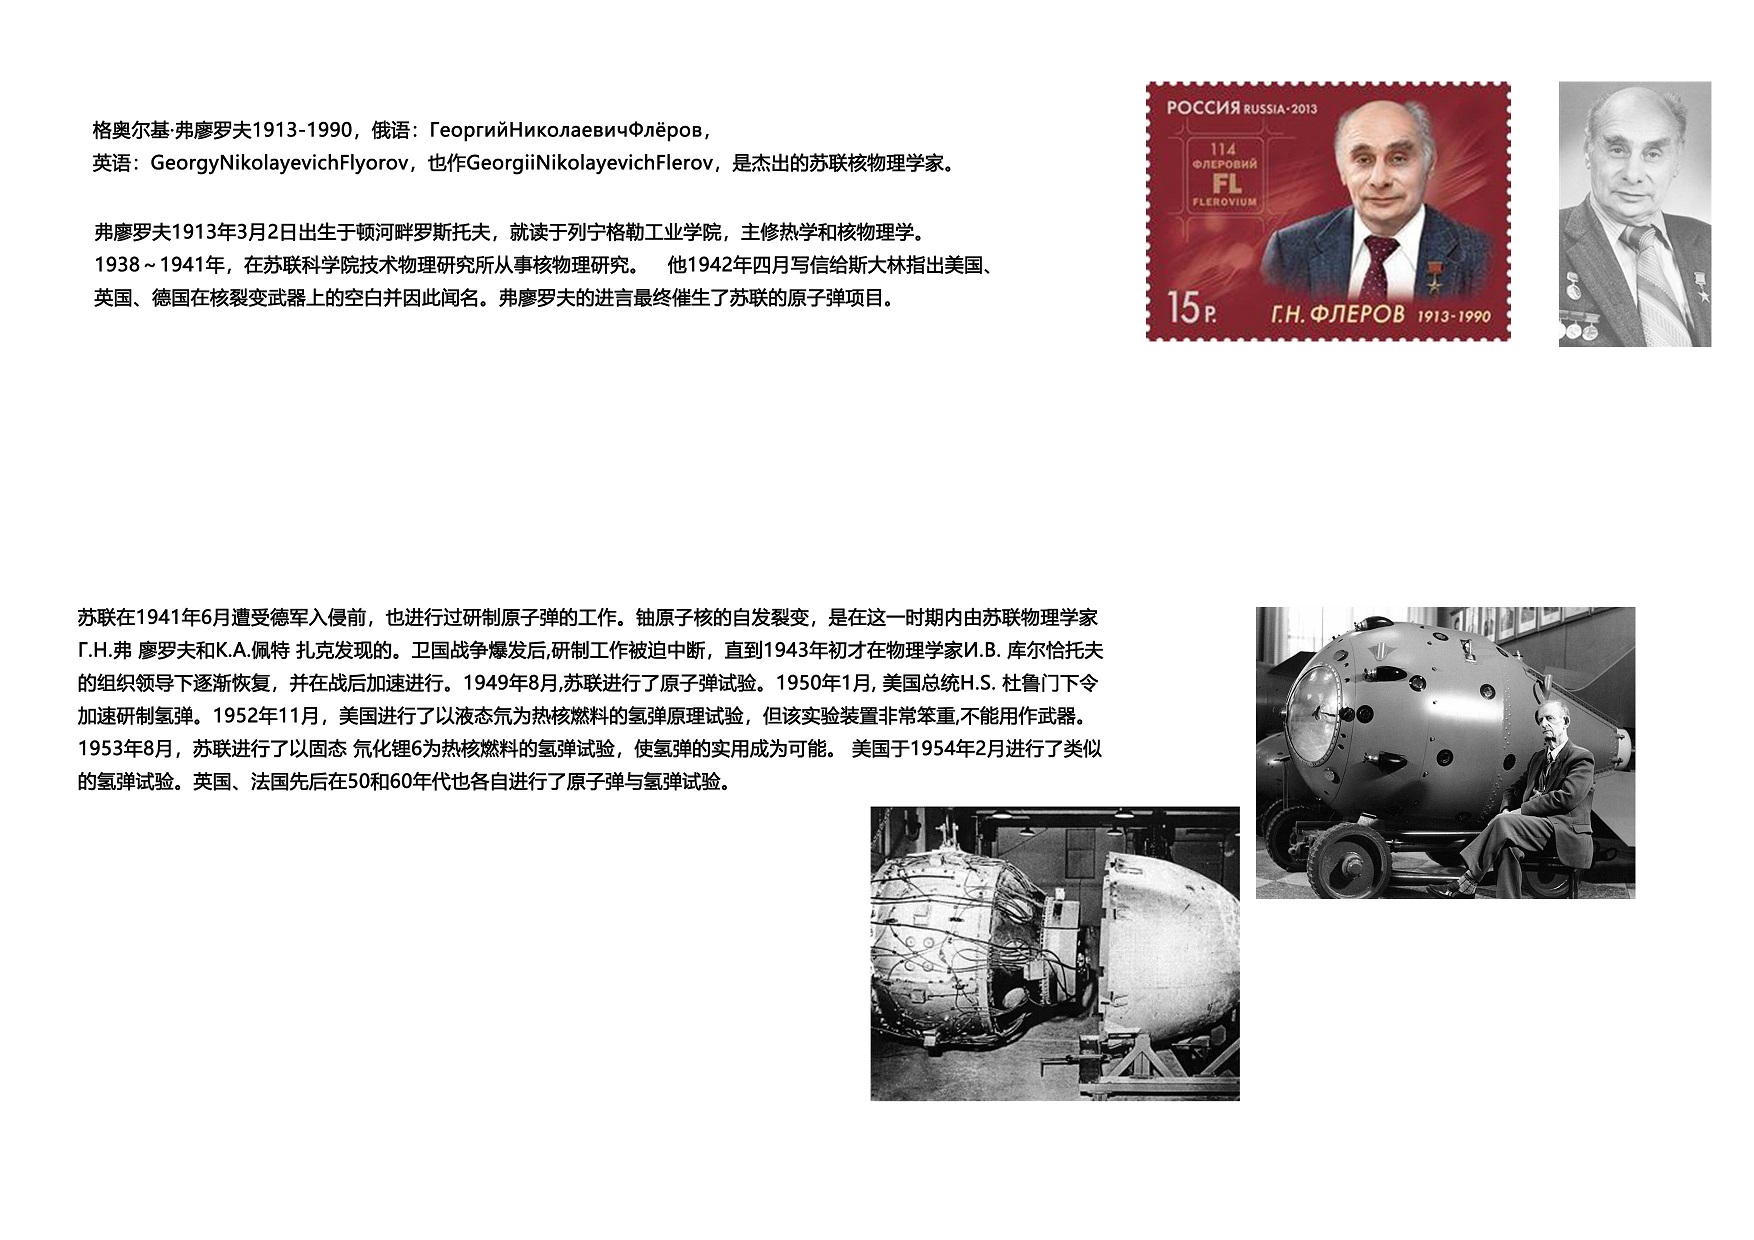 格奥尔基·弗廖罗夫1913-1990，俄语：ГеоргийНиколаевичФлёров，
英语：GeorgyNikolayevichFlyorov，也作GeorgiiNikolayevichFlerov，是杰出的苏联核物理学家。
弗廖罗夫1913年3月2日出生于顿河畔罗斯托夫，就读于列宁格勒工业学院，主修热学和核物理学。
1938～1941年，在苏联科学院技术物理研究所从事核物理研究。 他1942年四月写信给斯大林指出美国、
英国、德国在核裂变武器上的空白并因此闻名。弗廖罗夫的进言最终催生了苏联的原子弹项目。
РОССИЯ RUSSIA·2013
114
ФЛЕРОВИЙ
FL
FLEROVIUM
15 Р.
Г.Н. ФЛЕРОВ 1913-1990
苏联在1941年6月遭受德军入侵前，也进行过研制原子弹的工作。铀原子核的自发裂变，是在这一时期内由苏联物理学家
Г.Н.弗 廖罗夫和К.А.佩特 扎克发现的。卫国战争爆发后,研制工作被迫中断，直到1943年初才在物理学家И.В. 库尔恰托夫
的组织领导下逐渐恢复，并在战后加速进行。1949年8月,苏联进行了原子弹试验。1950年1月, 美国总统H.S. 杜鲁门下令
加速研制氢弹。1952年11月，美国进行了以液态氘为热核燃料的氢弹原理试验，但该实验装置非常笨重,不能用作武器。
1953年8月，苏联进行了以固态 氘化锂6为热核燃料的氢弹试验，使氢弹的实用成为可能。 美国于1954年2月进行了类似
的氢弹试验。英国、法国先后在50和60年代也各自进行了原子弹与氢弹试验。